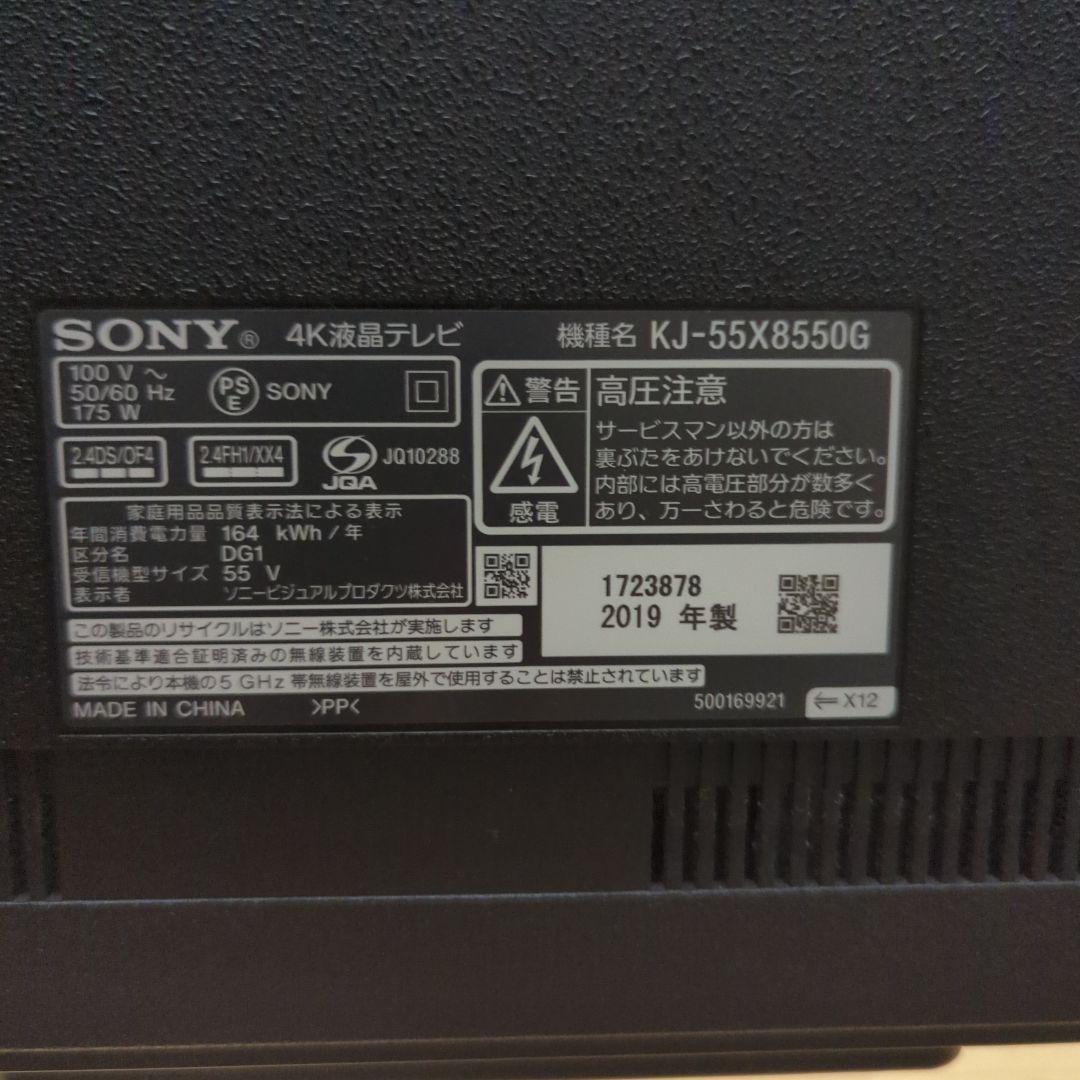 SONY® 4K液晶テレビ 機種名 KJ-55X8550G
100 V ～
50/60 Hz
175 W
PS
E
SONY
2.4DS/OF4
2.4FH1/XX4
JQA
JQ10288
警告
感電
高圧注意
サービスマン以外の方は
裏ぶたをあけないでください。
内部には高電圧部分が数多く
あり、万一さわると危険です。
家庭用品品質表示法による表示
年間消費電力量 164 kWh/年
区分名 DG1
受信機型サイズ 55 V
表示者 ソニービジュアルプロダクツ株式会社
1723878
2019 年製
この製品のリサイクルはソニー株式会社が実施します
技術基準適合証明済みの無線装置を内蔵しています
法令により本機の5 GHz 帯無線装置を屋外で使用することは禁止されています
MADE IN CHINA >PP< 500169921 ⇐ X12